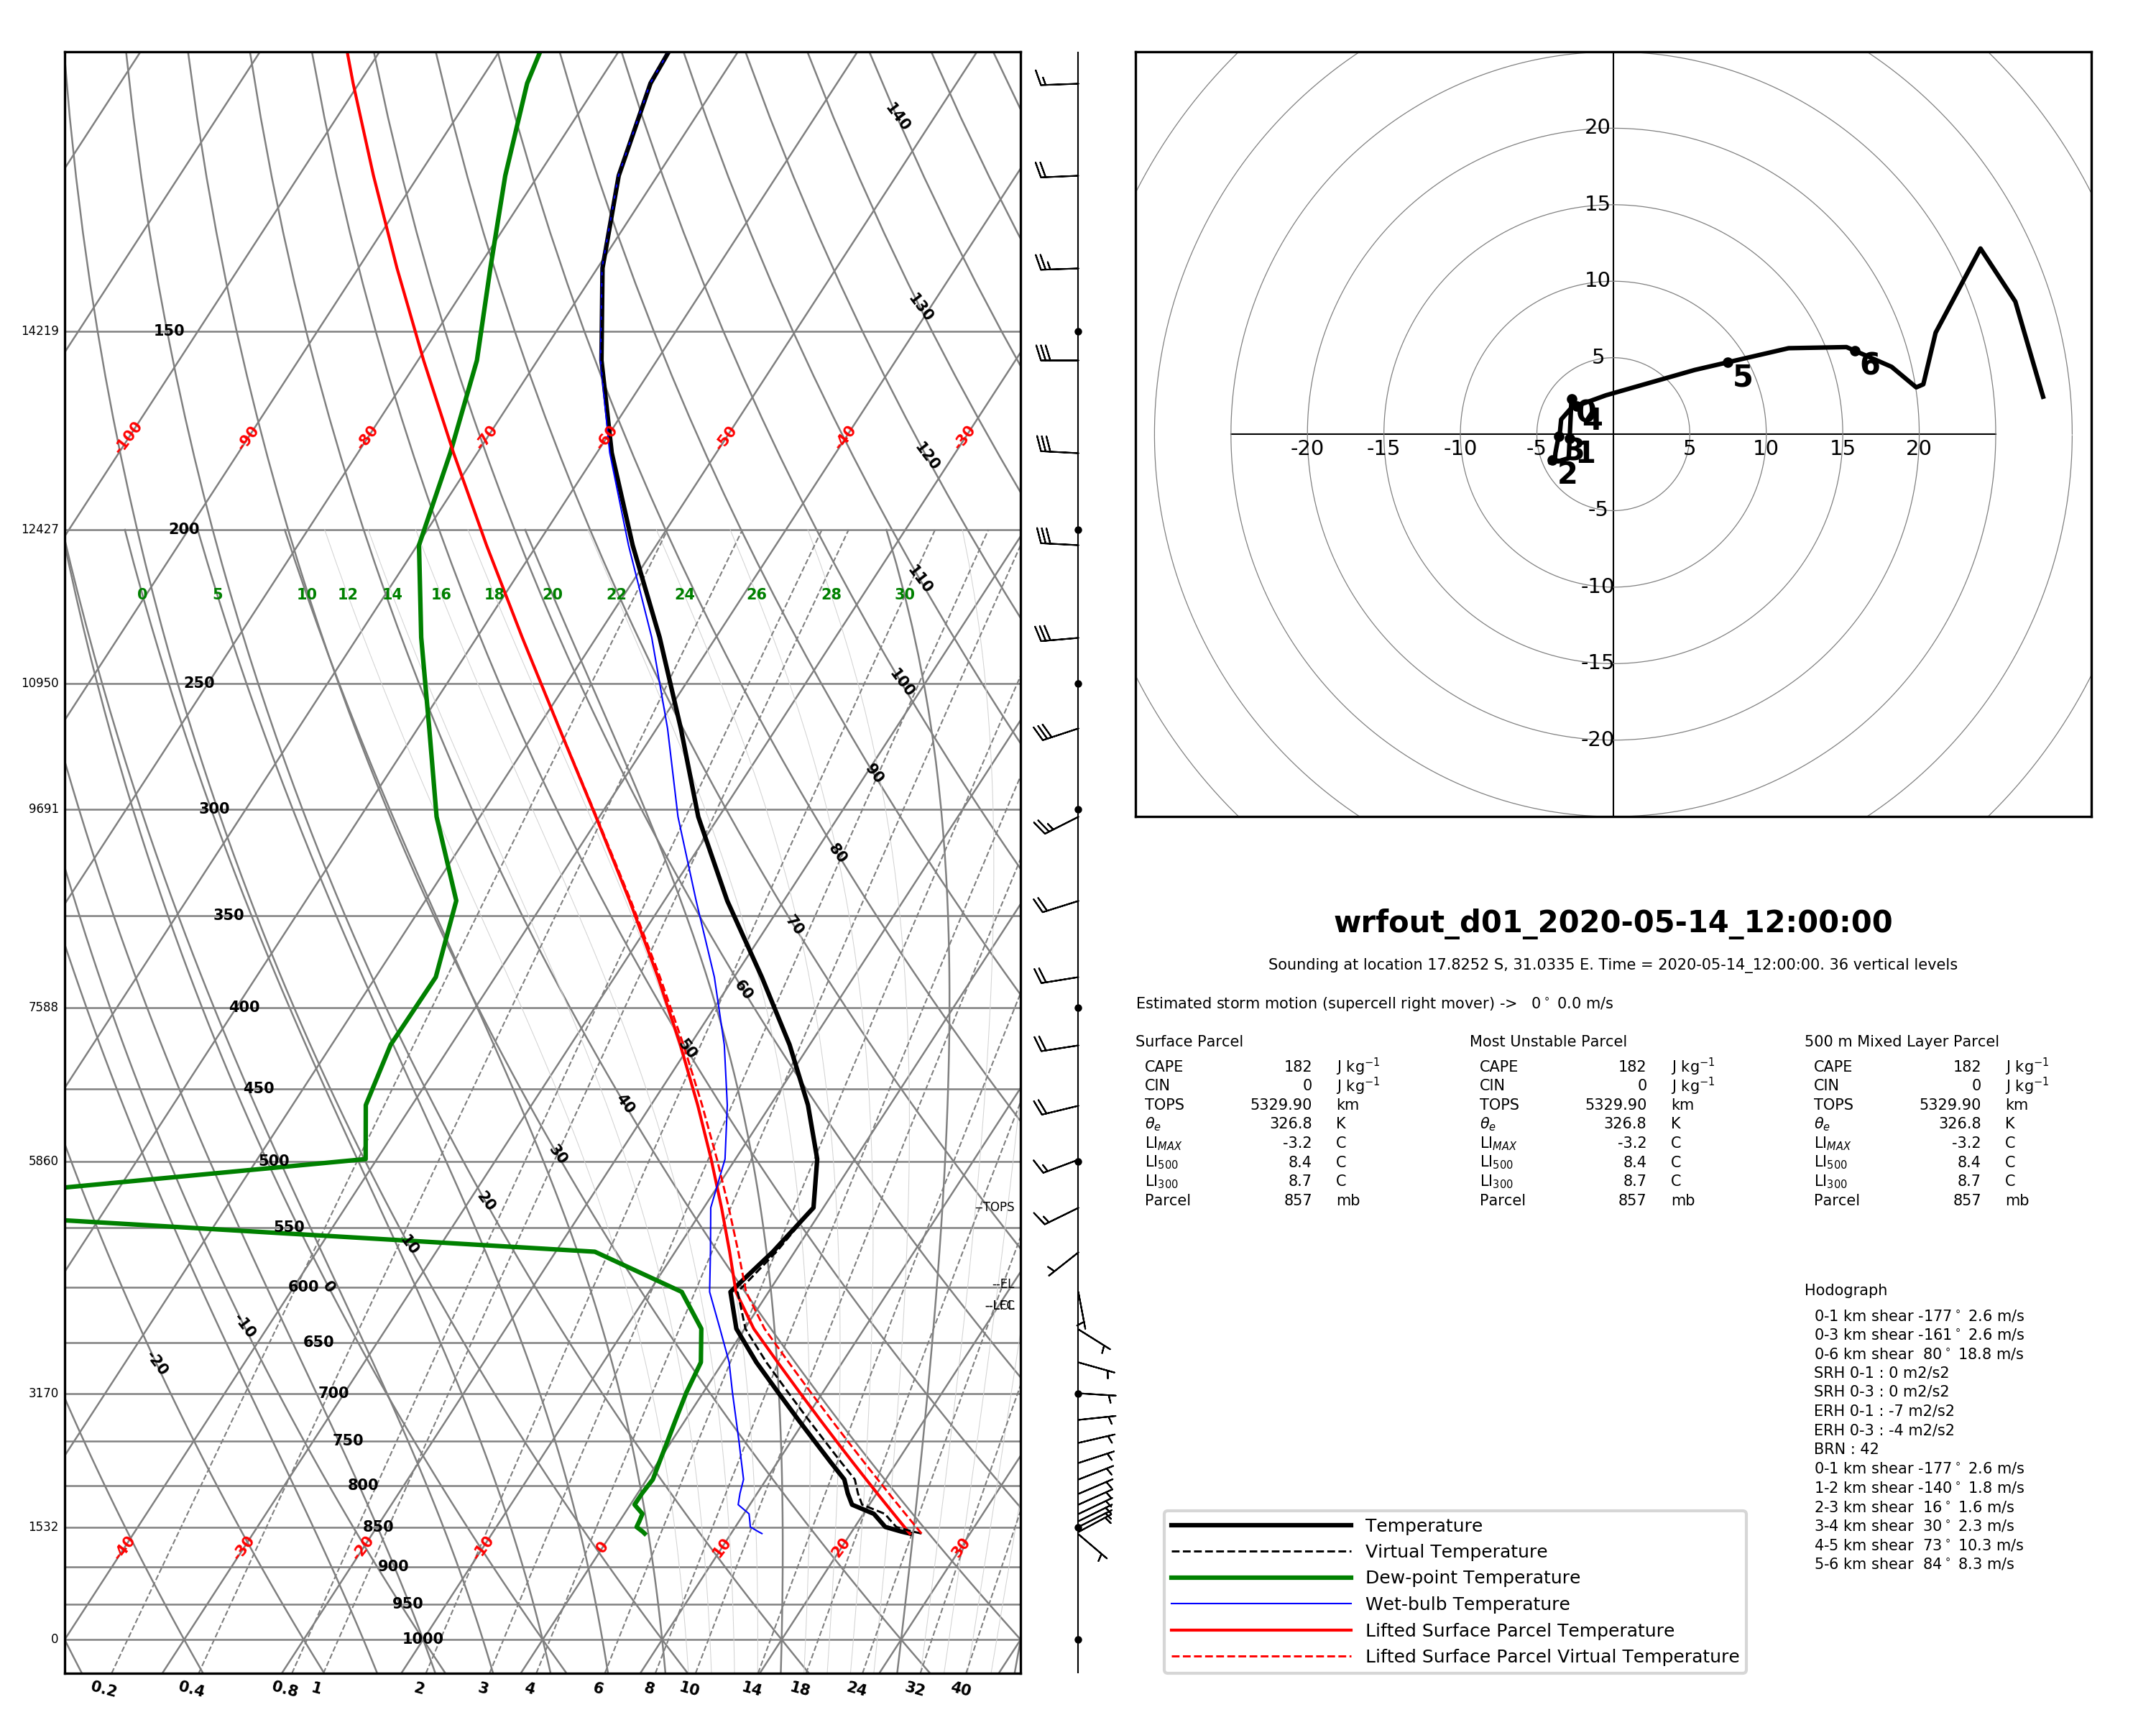 140
20
15
130
10
14219 150
5
-100 -90 -80 -70 -60 -50 -40 -30
0 4 5 6
-20 -15 -10 -5 5 10 15 20
3 1
2
120
12427 200
-5
110
-10
0 5 10 12 14 16 18 20 22 24 26 28 30
-15
10950 250
100
-20
90
9691 300
80
350
70
wrfout_d01_2020-05-14_12:00:00
Sounding at location 17.8252 S, 31.0335 E. Time = 2020-05-14_12:00:00. 36 vertical levels
60
7588 400
Estimated storm motion (supercell right mover) -> 0° 0.0 m/s
50
Surface Parcel
CAPE 182 J kg⁻¹
CIN 0 J kg⁻¹
TOPS 5329.90 km
θe 326.8 K
LIMAX -3.2 C
LI500 8.4 C
LI300 8.7 C
Parcel 857 mb
Most Unstable Parcel
CAPE 182 J kg⁻¹
CIN 0 J kg⁻¹
TOPS 5329.90 km
θe 326.8 K
LIMAX -3.2 C
LI500 8.4 C
LI300 8.7 C
Parcel 857 mb
500 m Mixed Layer Parcel
CAPE 182 J kg⁻¹
CIN 0 J kg⁻¹
TOPS 5329.90 km
θe 326.8 K
LIMAX -3.2 C
LI500 8.4 C
LI300 8.7 C
Parcel 857 mb
450
40
30
5860 500
20
--TOPS
550
10
600 0
--EL
-10
650
-20
3170 700
750
800
1532 850
-40 -30 -20 -10 0 10 20 30
900
950
0 1000
0.2 0.4 0.8 1 2 3 4 6 8 10 14 18 24 32 40
Hodograph
0-1 km shear -177° 2.6 m/s
0-3 km shear -161° 2.6 m/s
0-6 km shear 80° 18.8 m/s
SRH 0-1 : 0 m2/s2
SRH 0-3 : 0 m2/s2
ERH 0-1 : -7 m2/s2
ERH 0-3 : -4 m2/s2
BRN : 42
0-1 km shear -177° 2.6 m/s
1-2 km shear -140° 1.8 m/s
2-3 km shear 16° 1.6 m/s
3-4 km shear 30° 2.3 m/s
4-5 km shear 73° 10.3 m/s
5-6 km shear 84° 8.3 m/s
Temperature
Virtual Temperature
Dew-point Temperature
Wet-bulb Temperature
Lifted Surface Parcel Temperature
Lifted Surface Parcel Virtual Temperature